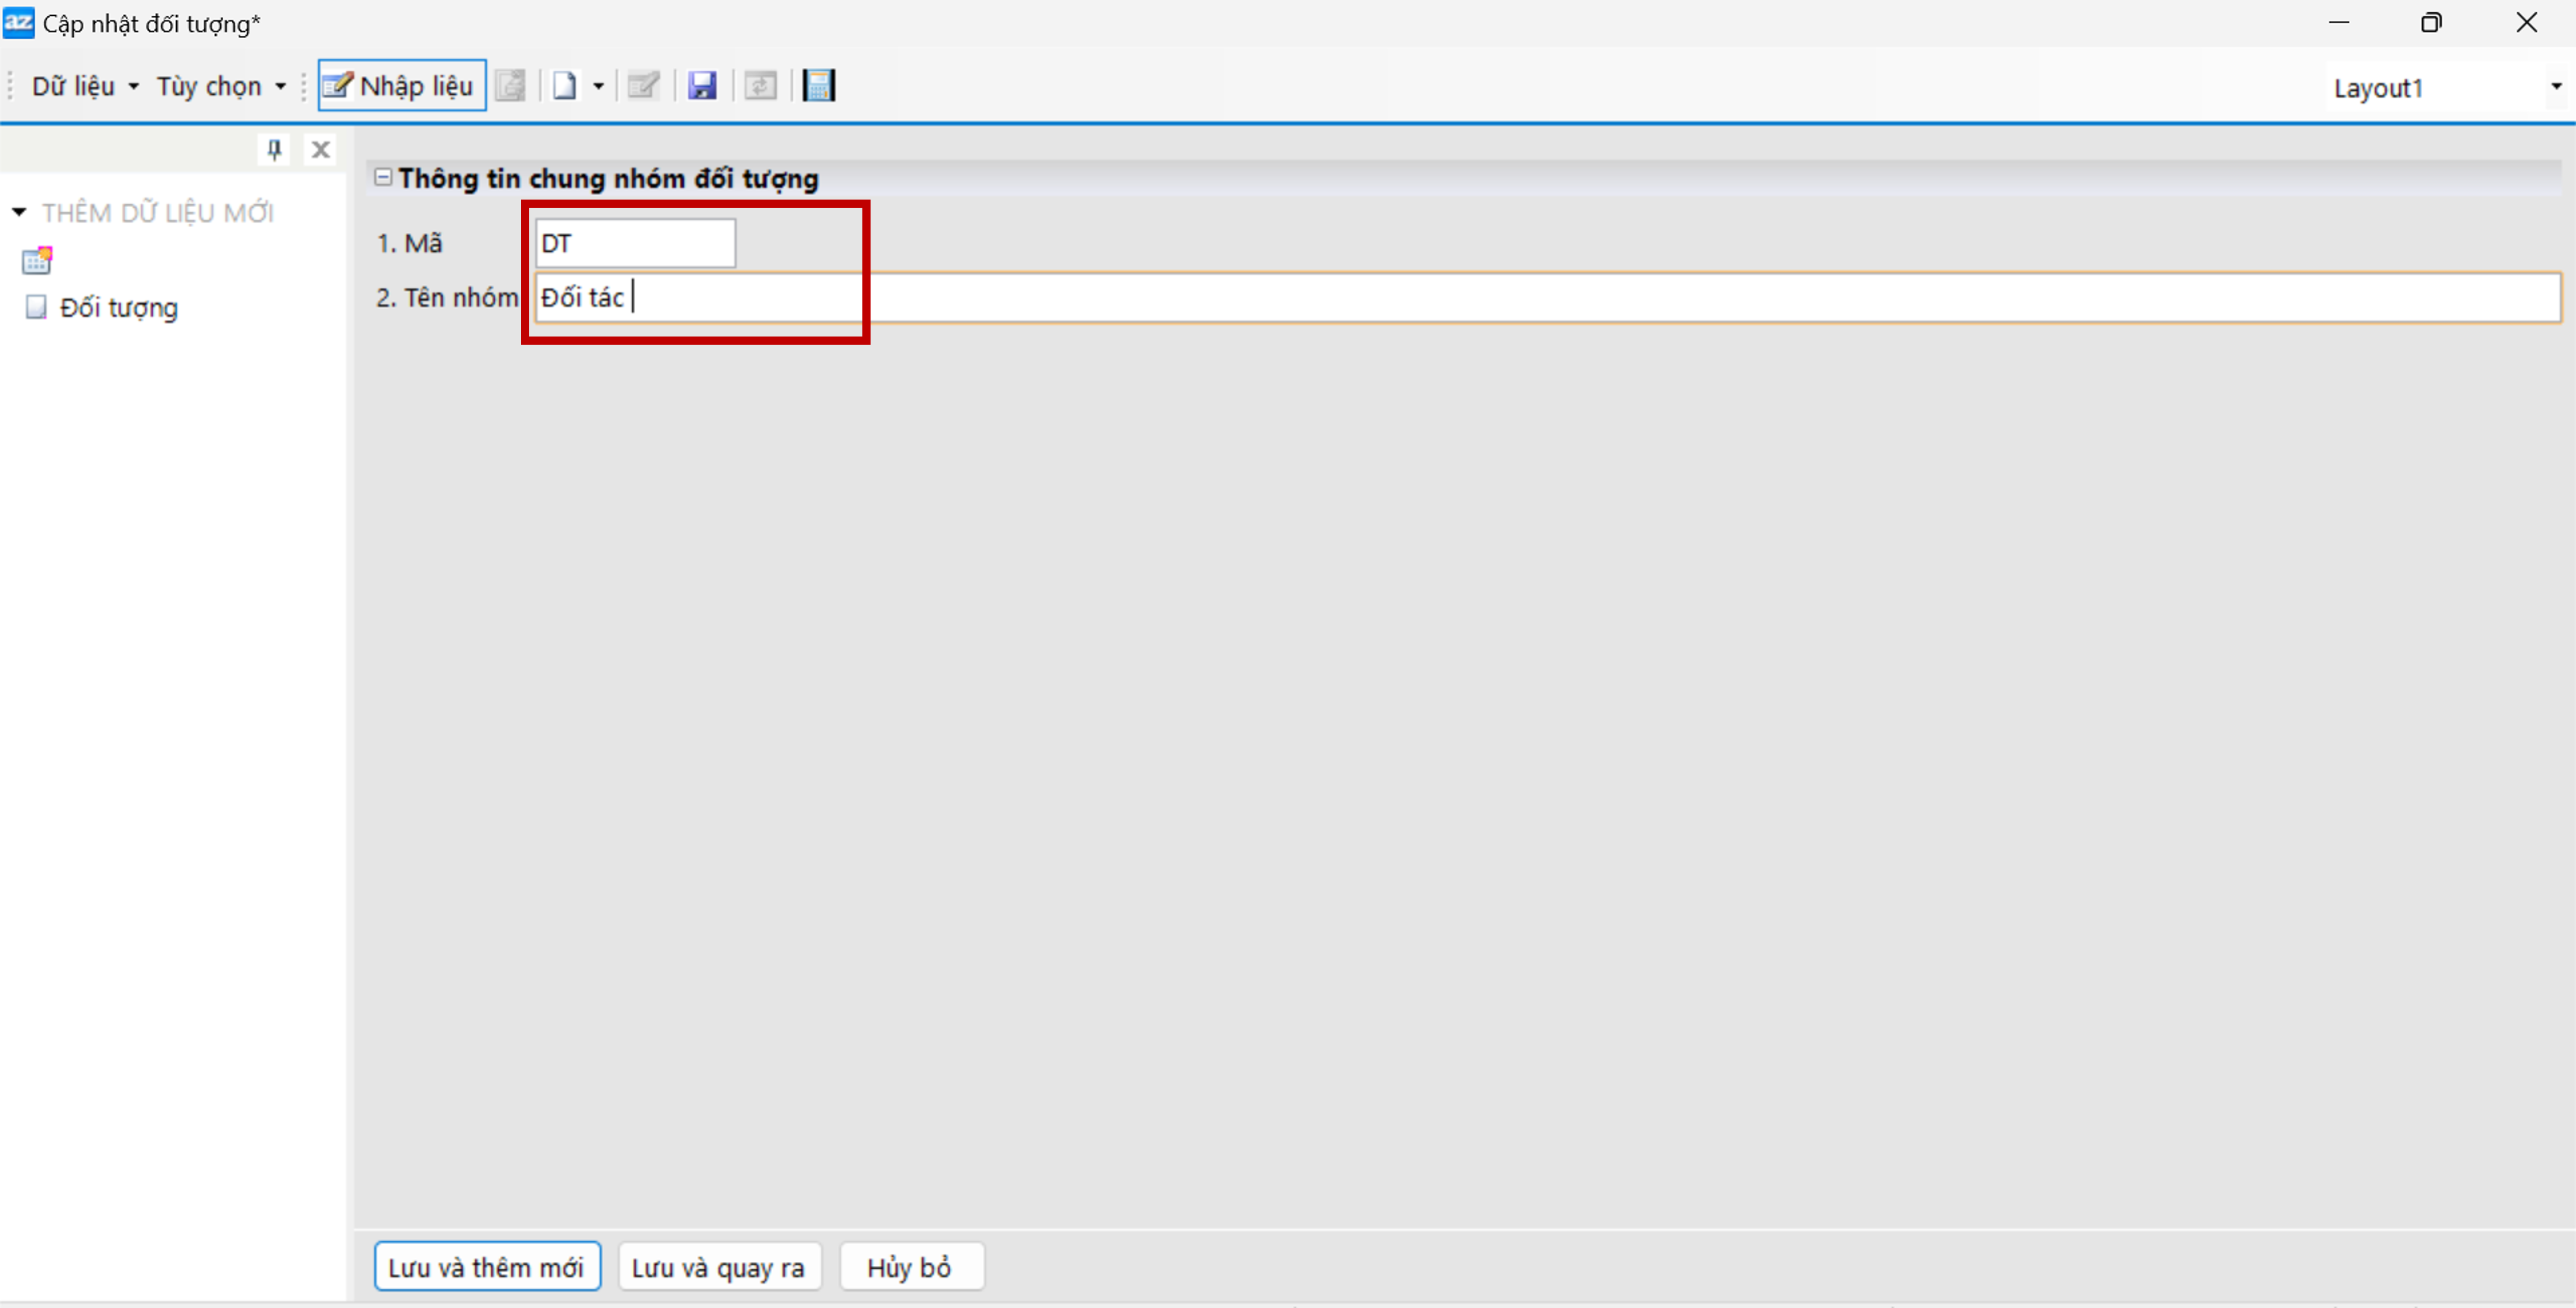 az Cập nhật đối tượng*
Dữ liệu Tùy chọn Nhập liệu Layout1
Thông tin chung nhóm đối tượng
THÊM DỮ LIỆU MỚI
1. Mã DT
2. Tên nhóm Đối tác
Đối tượng
Lưu và thêm mới Lưu và quay ra Hủy bỏ